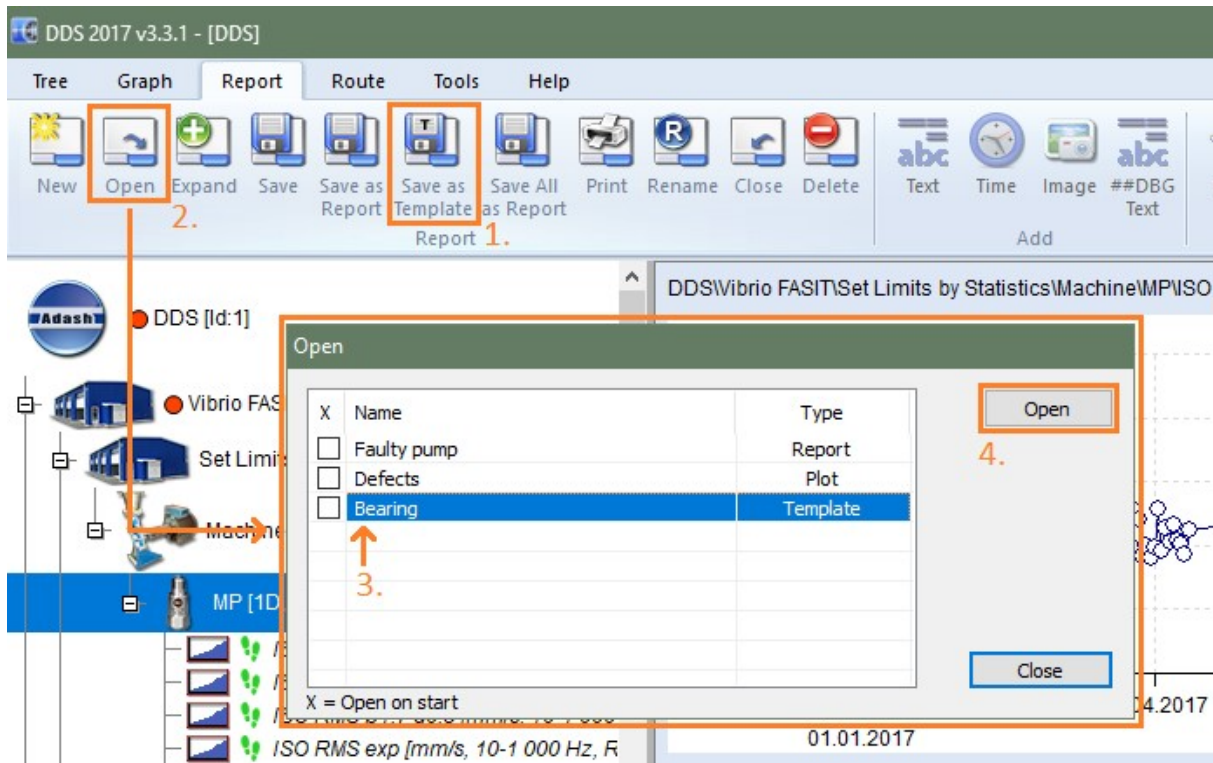 DDS 2017 v3.3.1 - [DDS]
Tree Graph Report Route Tools Help
New Open Expand Save Save as Report Save as Template Save All as Report Print Rename Close Delete Text Time Image ##DBG Text
T R abc abc
2.
Report 1. Add
DDS\Vibrio FASIT\Set Limits by Statistics\Machine\MP\ISO
Adash DDS [Id:1]
Open
Vibrio FAS
X Name Type Open
Faulty pump Report 4.
Set Limit
Defects Plot
Bearing Template
Machine
3.
MP [1D
Close
X = Open on start
04.2017
01.01.2017
ISO RMS exp [mm/s, 10-1 000 Hz, R